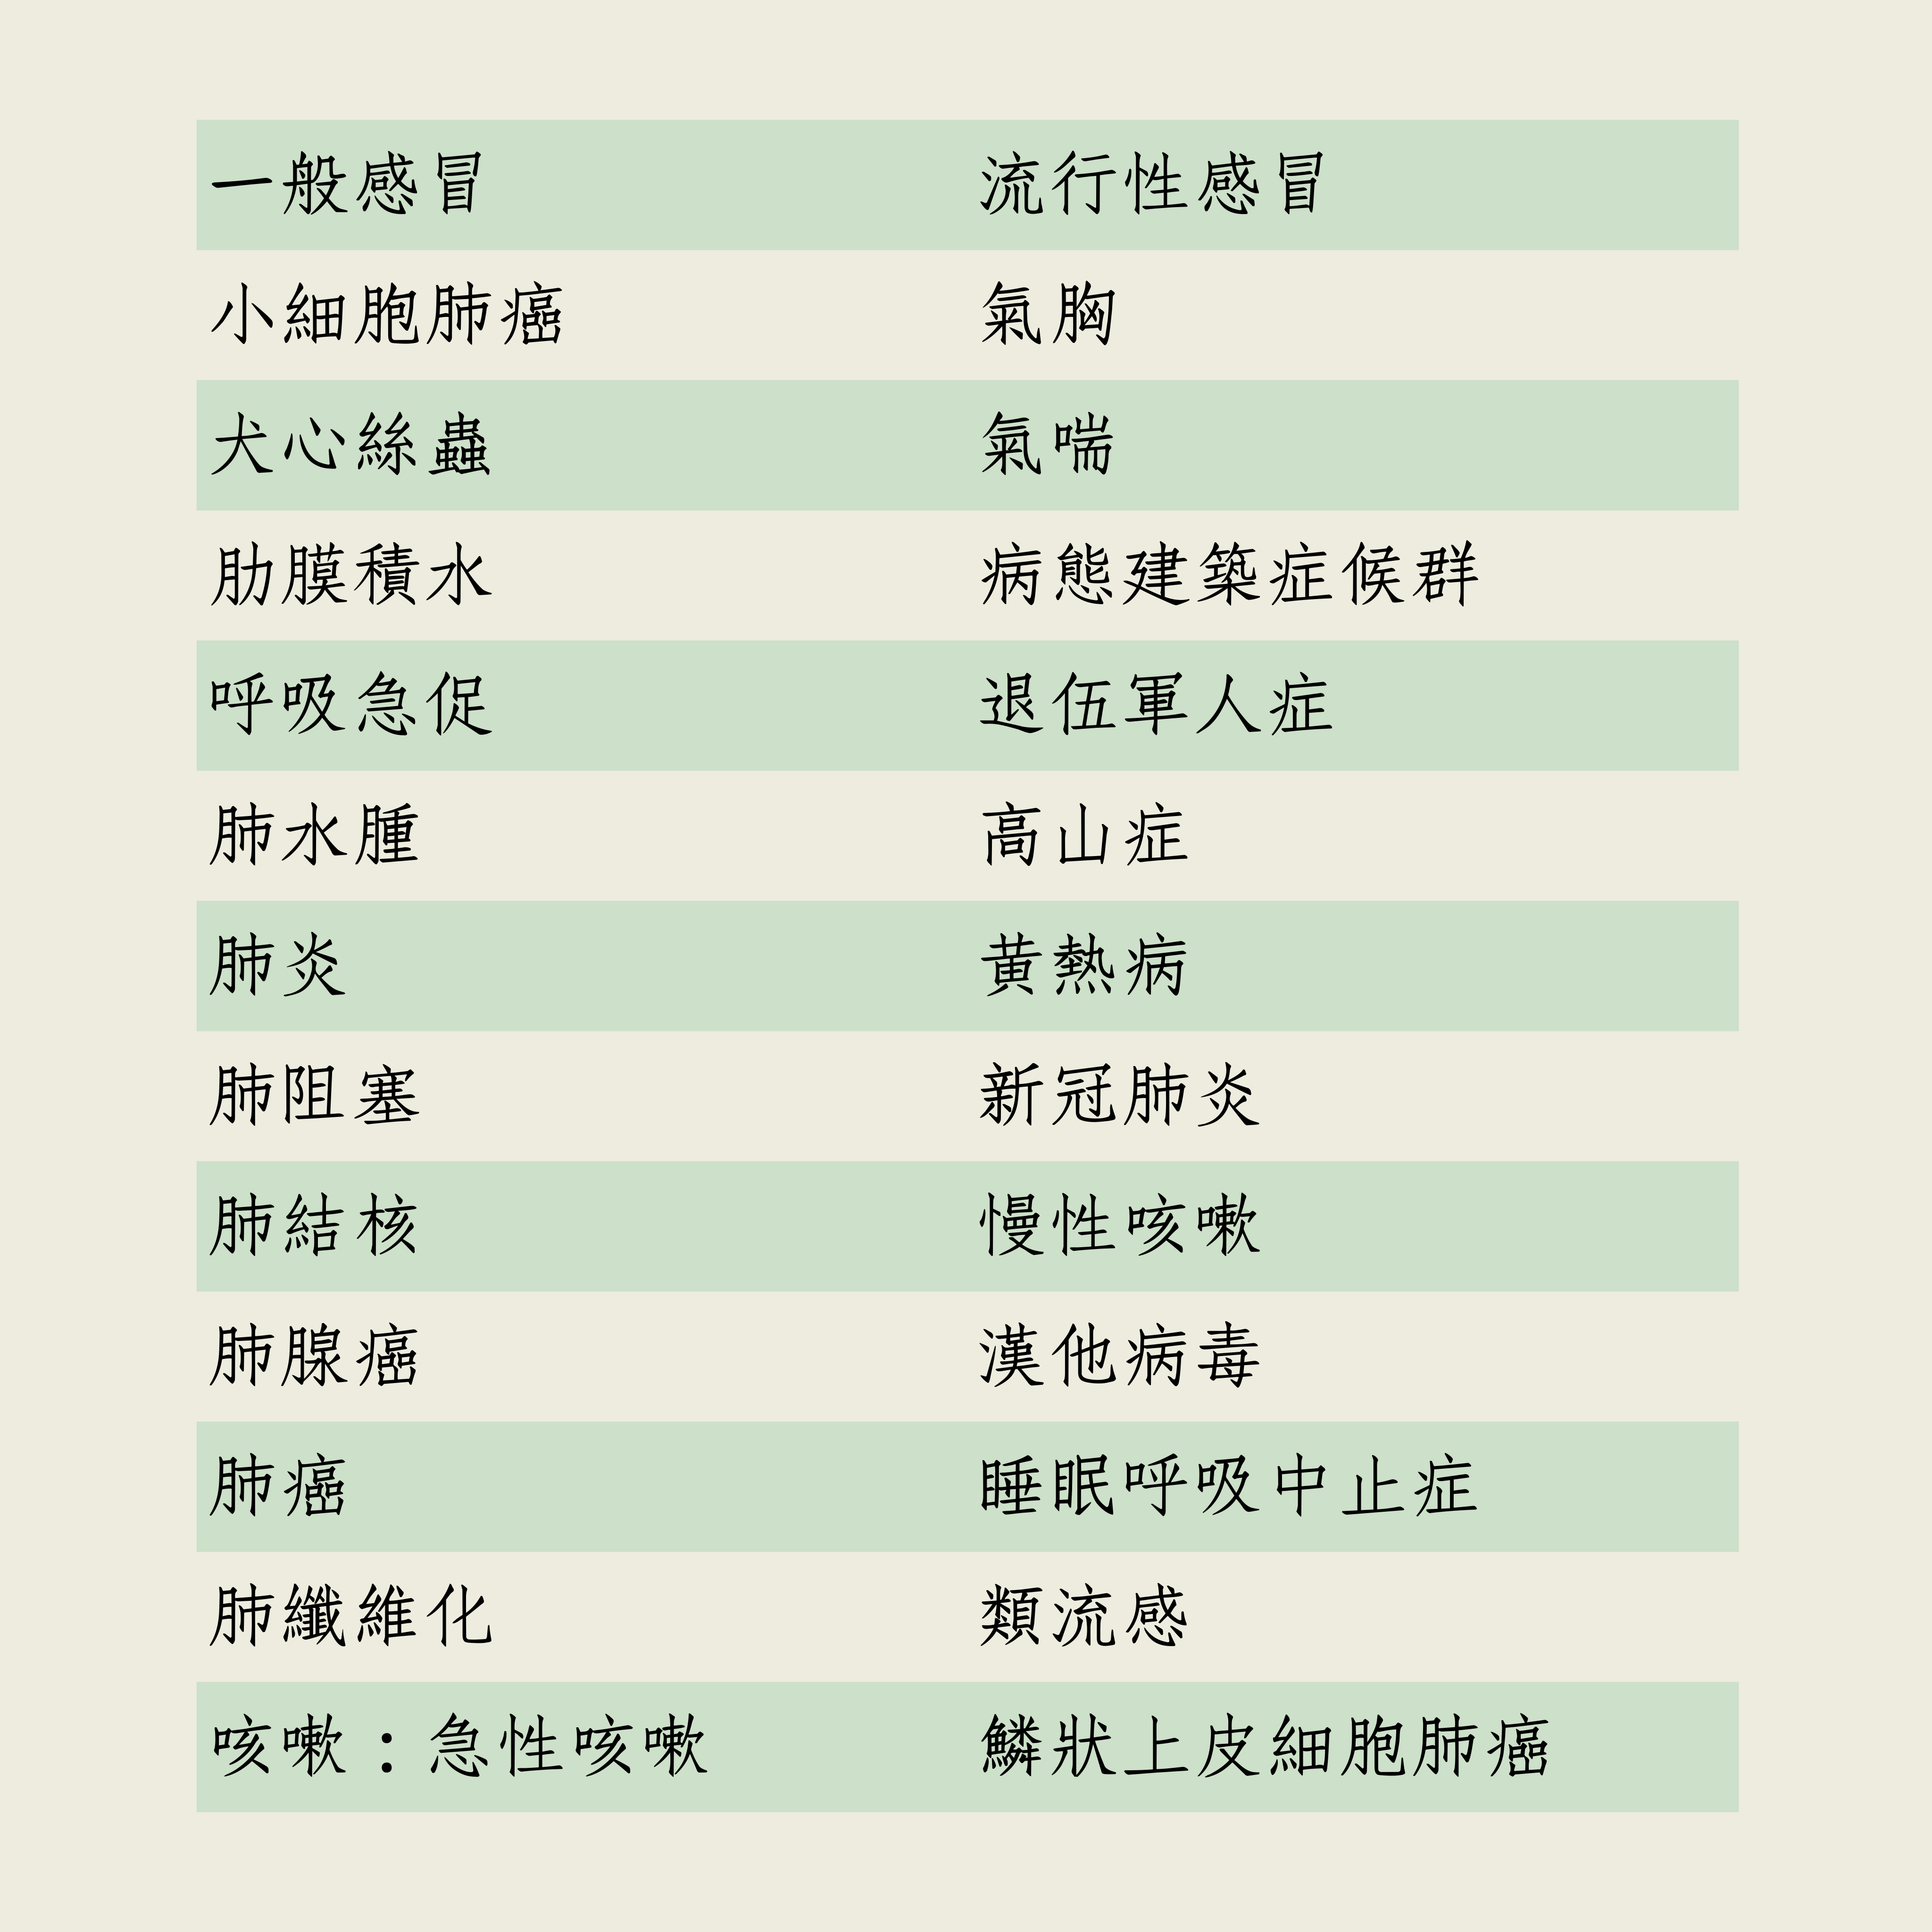 一般感冒 流行性感冒
小細胞肺癌 氣胸
犬心絲蟲 氣喘
肋膜積水 病態建築症候群
呼吸急促 退伍軍人症
肺水腫 高山症
肺炎 黃熱病
肺阻塞 新冠肺炎
肺結核 慢性咳嗽
肺腺癌 漢他病毒
肺癌 睡眠呼吸中止症
肺纖維化 類流感
咳嗽：急性咳嗽 鱗狀上皮細胞肺癌